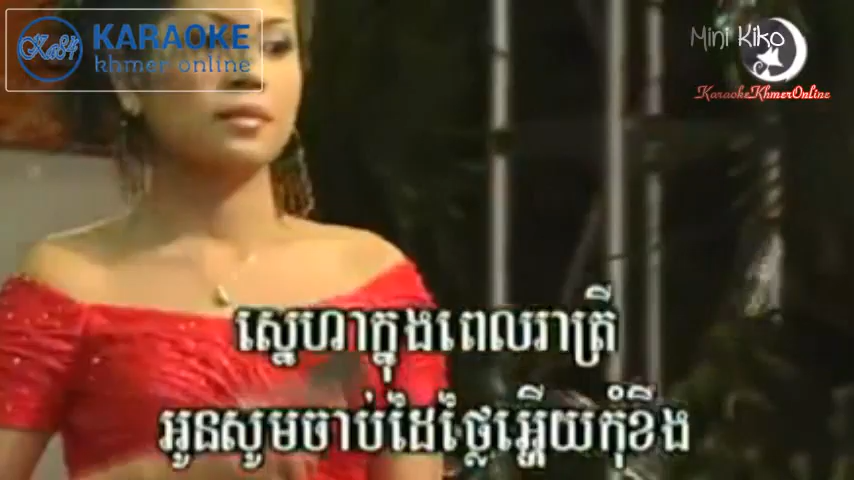 KaSN
KARAOKE
khmer online
Mini Kiko
KaraokeKhmerOnline
ស្នេហាក្នុងពេលរាត្រី
អូនសូមចាប់ដៃថ្លៃអ្ហើយកុំខឹង